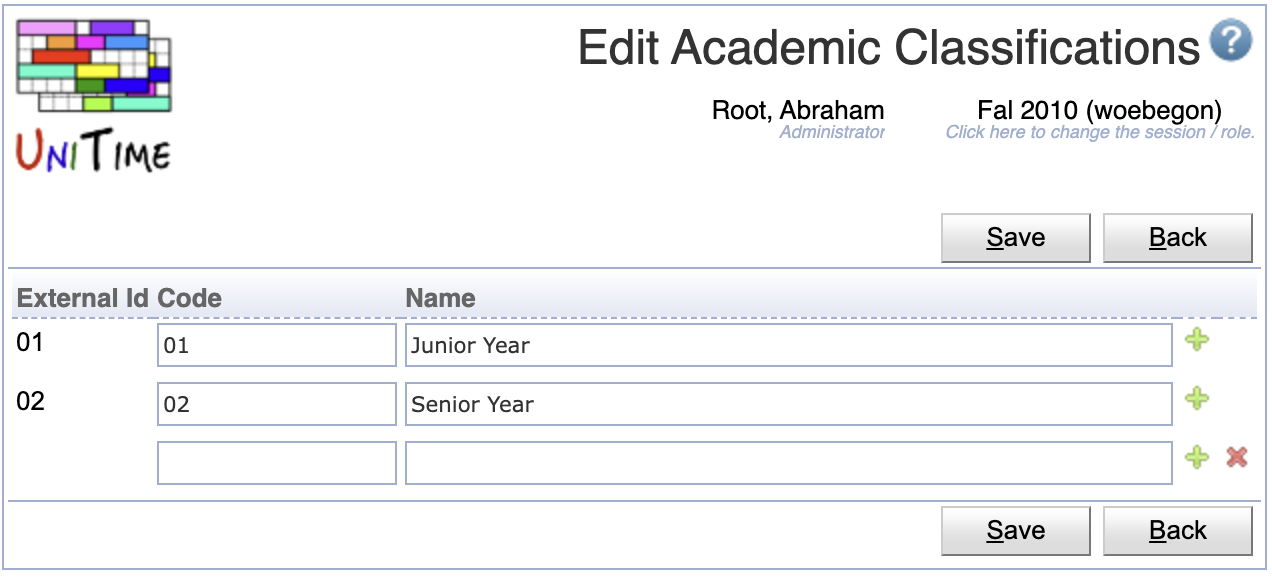 UNITIME
Edit Academic Classifications ?
Root, Abraham Fal 2010 (woebegon)
Administrator Click here to change the session / role.
Save Back
External Id Code Name
01 01 Junior Year
02 02 Senior Year
Save Back